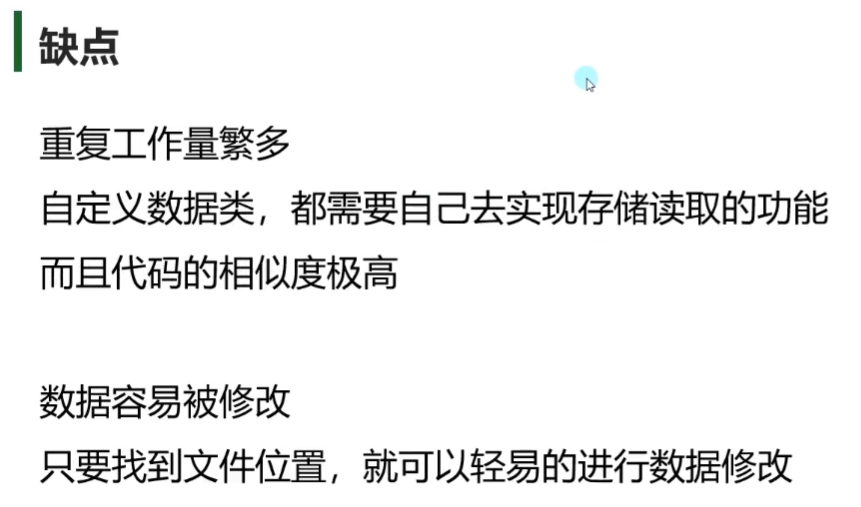 缺点
重复工作量繁多
自定义数据类，都需要自己去实现存储读取的功能
而且代码的相似度极高
数据容易被修改
只要找到文件位置，就可以轻易的进行数据修改